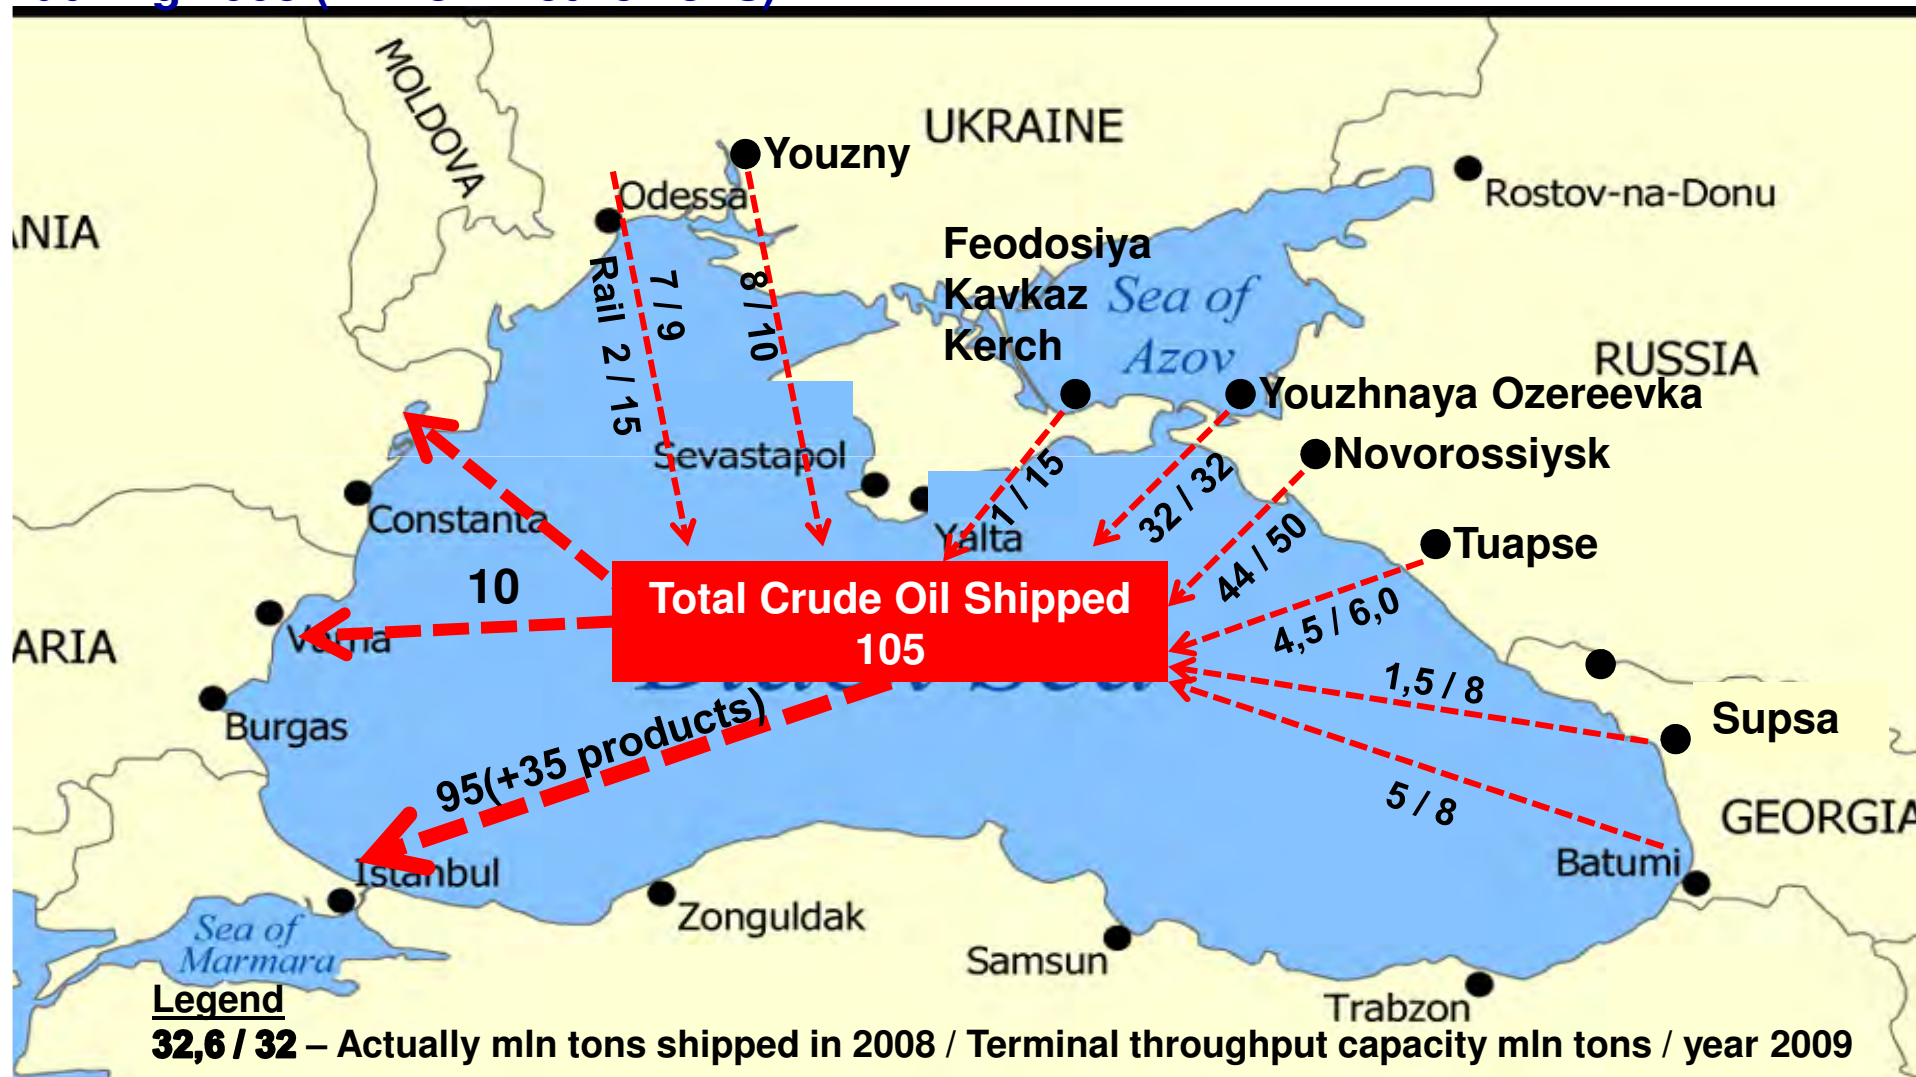 MOLDOVA
UKRAINE
Youzny
Odessa
Rostov-na-Donu
Feodosiya
Kavkaz
Kerch
Sea of
Azov
RUSSIA
Rail 2 / 15
7 / 9
8 / 10
Youzhnaya Ozereevka
Sevastapol
Novorossiysk
1 / 15
32 / 32
44 / 50
Constanta
Yalta
Tuapse
10
Total Crude Oil Shipped
105
4,5 / 6,0
Varna
ARIA
1,5 / 8
Supsa
Burgas
95(+35 products)
5 / 8
GEORGIA
Batumi
Istanbul
Zonguldak
Sea of
Marmara
Samsun
Trabzon
Legend
32,6 / 32 – Actually mln tons shipped in 2008 / Terminal throughput capacity mln tons / year 2009